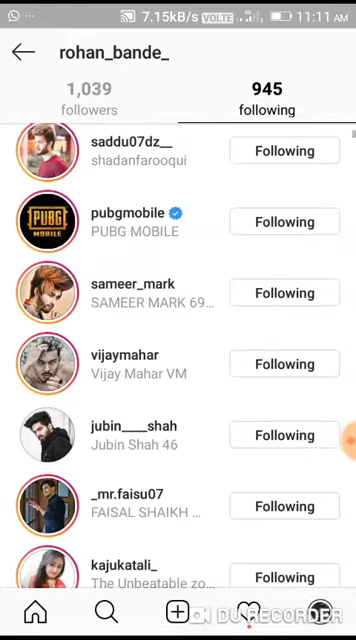 7.15kB/s VOLTE 11:11 AM
rohan_bande_
1,039 945
followers following
saddu07dz__
shadanfarooqui
Following
PUBG
MOBILE
pubgmobile
PUBG MOBILE
Following
sameer_mark
SAMEER MARK 69...
Following
vijaymahar
Vijay Mahar VM
Following
jubin____shah
Jubin Shah 46
Following
_mr.faisu07
FAISAL SHAIKH ...
Following
kajukatali_
The Unbeatable zo...
Following
DU RECORDER